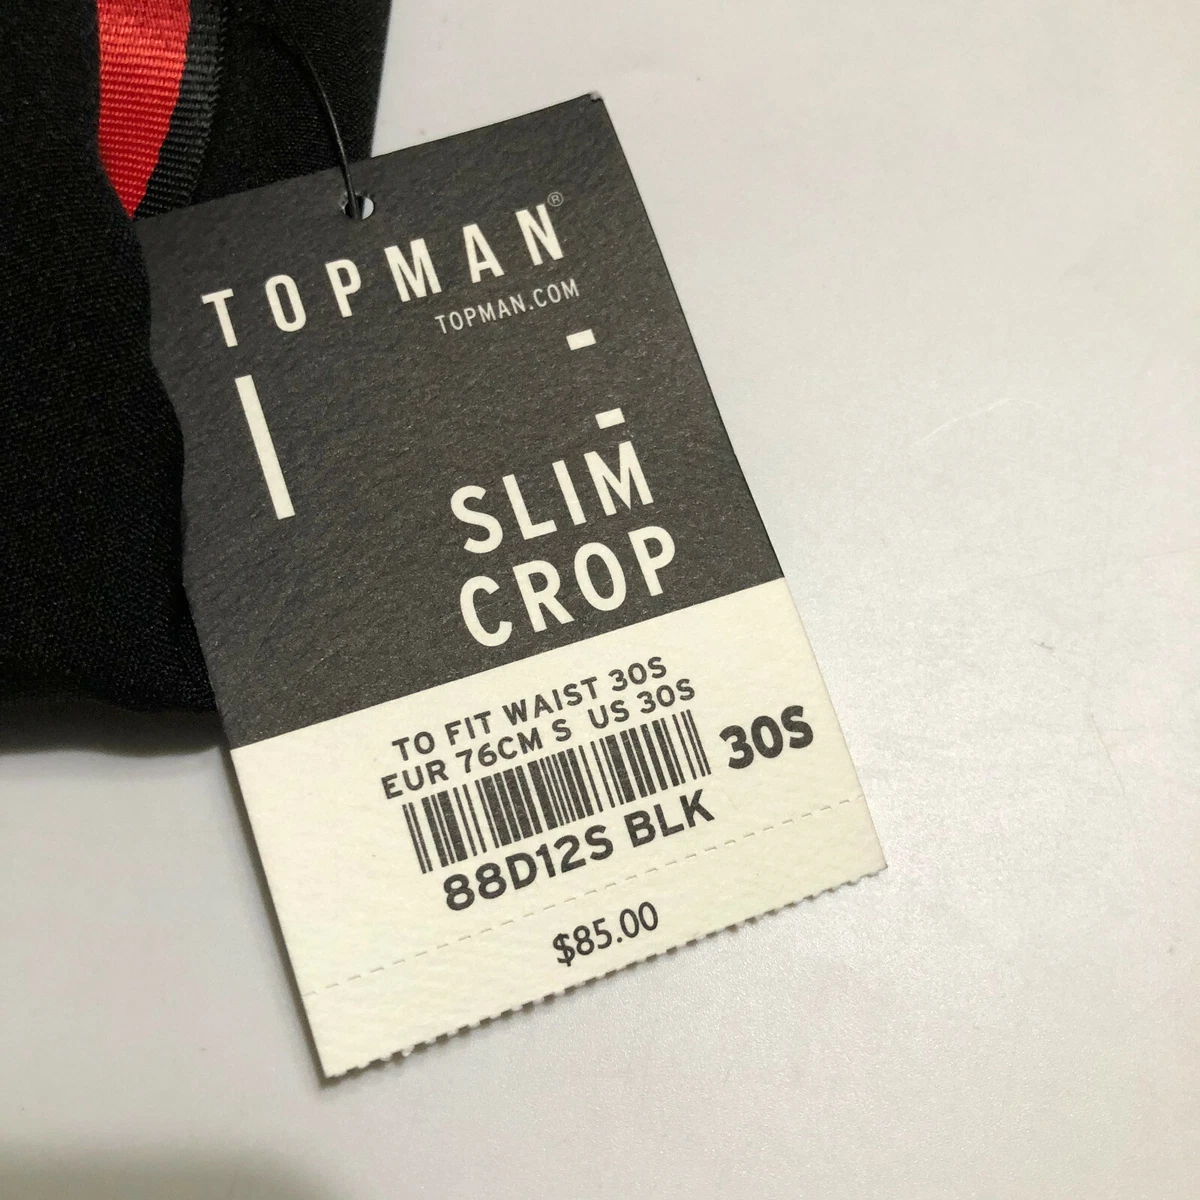 TOPMAN®
TOPMAN.COM
SLIM
CROP
TO FIT WAIST 30S
EUR 76CM S US 30S
30S
88D12S BLK
$85.00